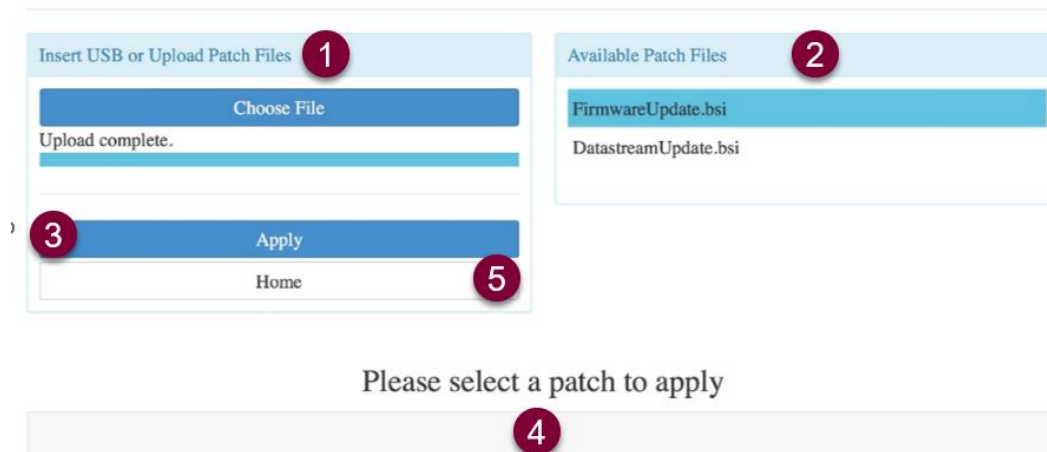 Insert USB or Upload Patch Files 1
Choose File
Upload complete.
3 Apply
Home 5
Available Patch Files 2
FirmwareUpdate.bsi
DatastreamUpdate.bsi
Please select a patch to apply
4